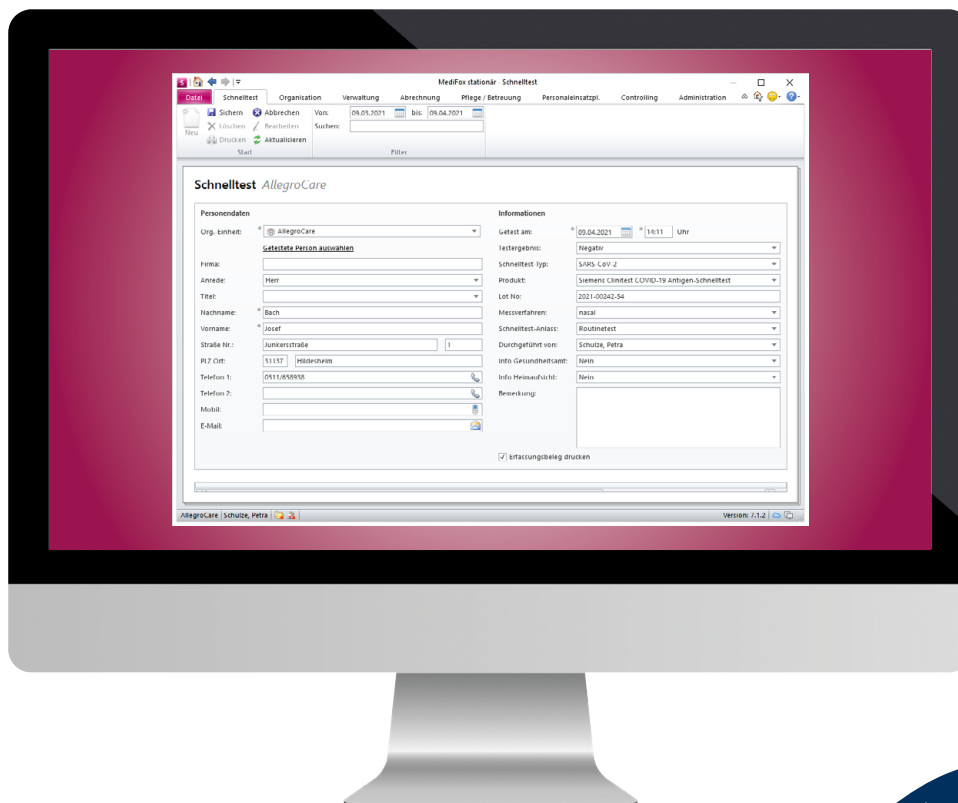 MediFox stationär - Schnelltest
Datei Schnelltest Organisation Verwaltung Abrechnung Pflege / Betreuung Personaleinsatzpl. Controlling Administration
Neu
Sichern Abbrechen
Löschen Bearbeiten
Drucken Aktualisieren
Start
Von: 09.03.2021 bis: 09.04.2021
Suchen:
Filter
Schnelltest AllegroCare
Personendaten
Org.-Einheit: * AllegroCare
Getestete Person auswählen
Firma:
Anrede: Herr
Titel:
Nachname: * Bach
Vorname: * Josef
Straße Nr.: Junkersstraße 1
PLZ Ort: 31137 Hildesheim
Telefon 1: 0511/658958
Telefon 2:
Mobil:
E-Mail:
Informationen
Getest am: * 09.04.2021 * 14:11 Uhr
Testergebnis: Negativ
Schnelltest-Typ: SARS-CoV-2
Produkt: Siemens Clinitest COVID-19 Antigen-Schnelltest
Lot No: 2021-00242-54
Messverfahren: nasal
Schnelltest-Anlass: Routinetest
Durchgeführt von: Schulze, Petra
Info Gesundheitsamt: Nein
Info Heimaufsicht: Nein
Bemerkung:
Erfassungsbeleg drucken
AllegroCare Schulze, Petra
Version: 7.1.2